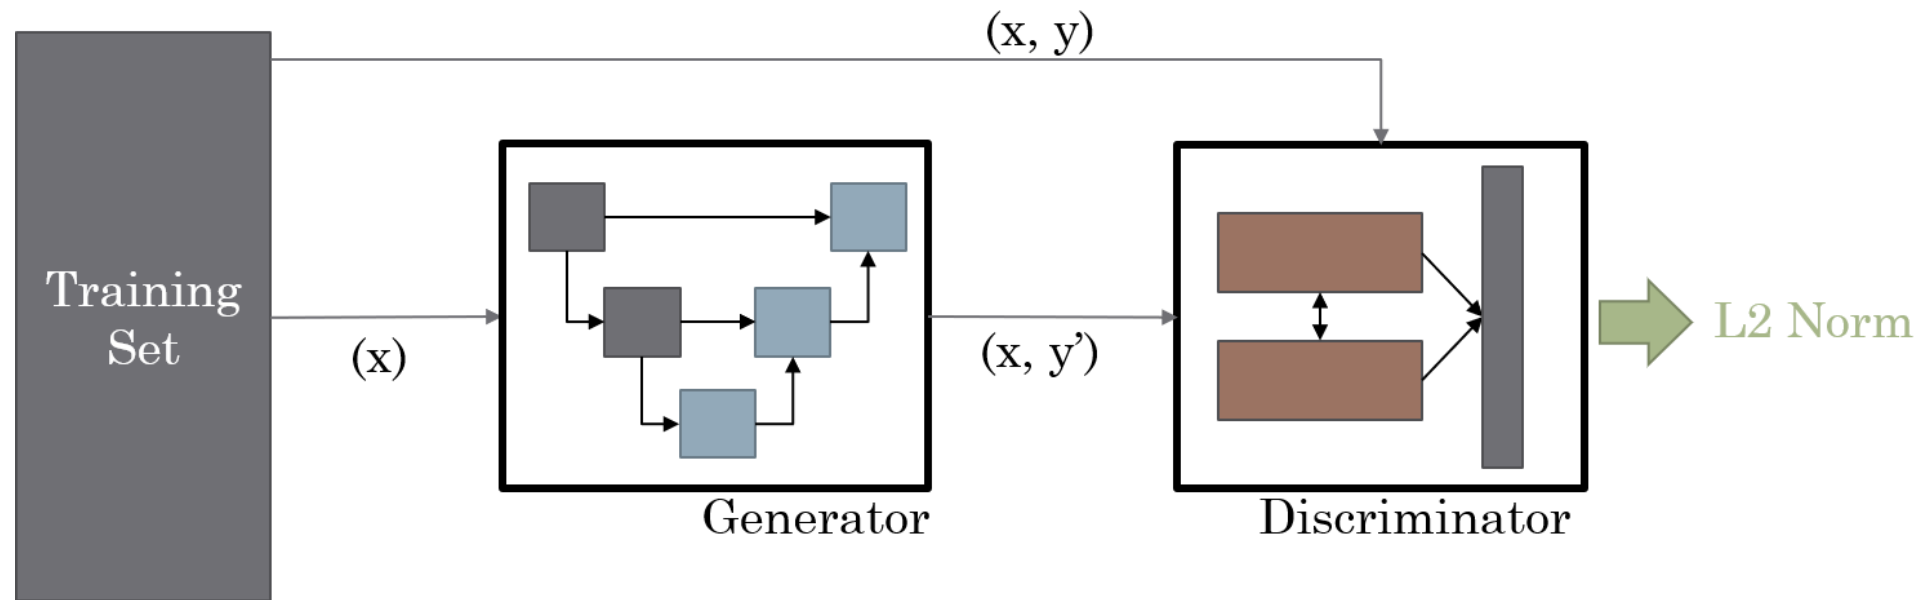 (x, y)
Training
Set
(x)
(x, y’)
L2 Norm
Generator
Discriminator